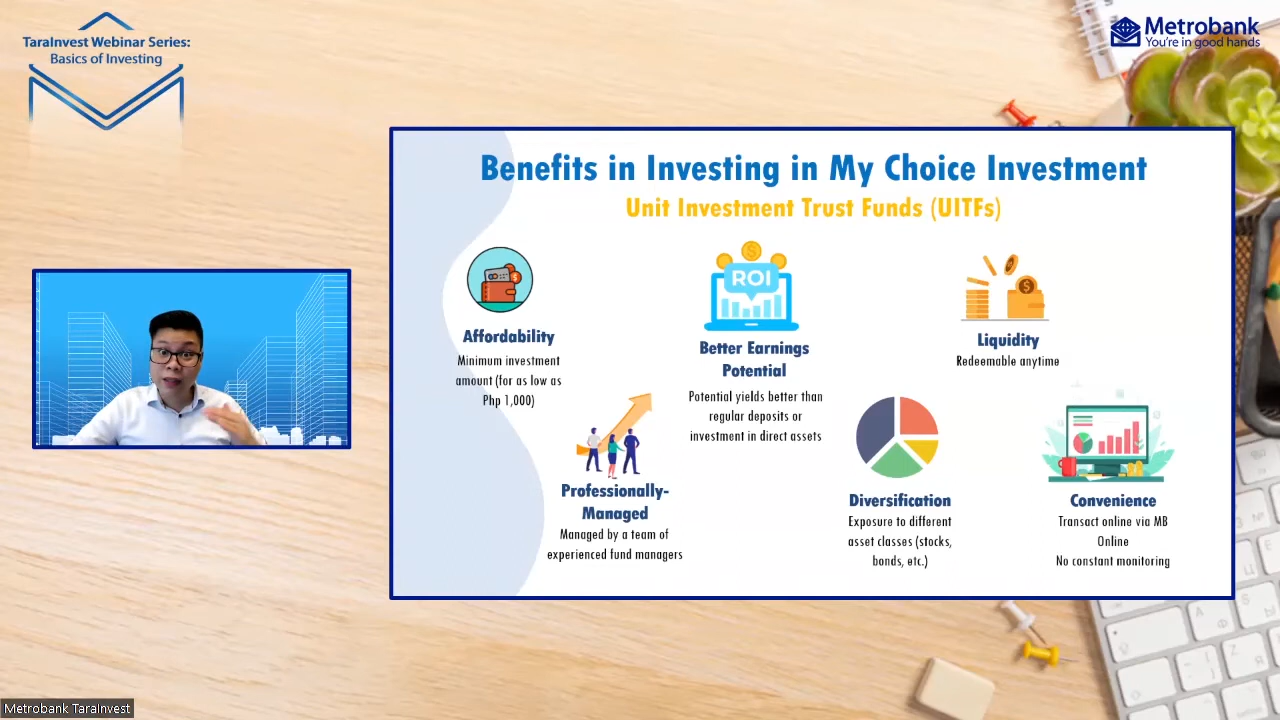 TaraInvest Webinar Series:
Basics of Investing
Metrobank
You're in good hands
Benefits in Investing in My Choice Investment
Unit Investment Trust Funds (UITFs)
Affordability
Minimum investment
amount (for as low as
Php 1,000)
ROI
Better Earnings
Potential
Potential yields better than
regular deposits or
investment in direct assets
Liquidity
Redeemable anytime
Professionally-
Managed
Managed by a team of
experienced fund managers
Diversification
Exposure to different
asset classes (stocks,
bonds, etc.)
Convenience
Transact online via MB
Online
No constant monitoring
Metrobank TaraInvest